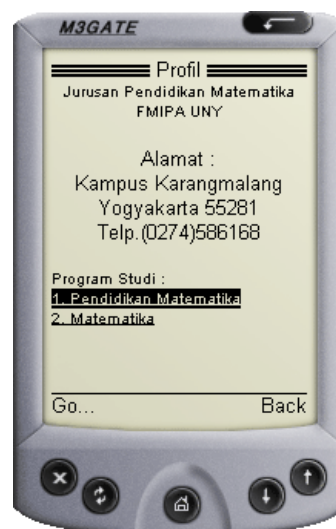 M3GATE
Profil
Jurusan Pendidikan Matematika
FMIPA UNY
Alamat :
Kampus Karangmalang
Yogyakarta 55281
Telp.(0274)586168
Program Studi :
1. Pendidikan Matematika
2. Matematika
Go... Back